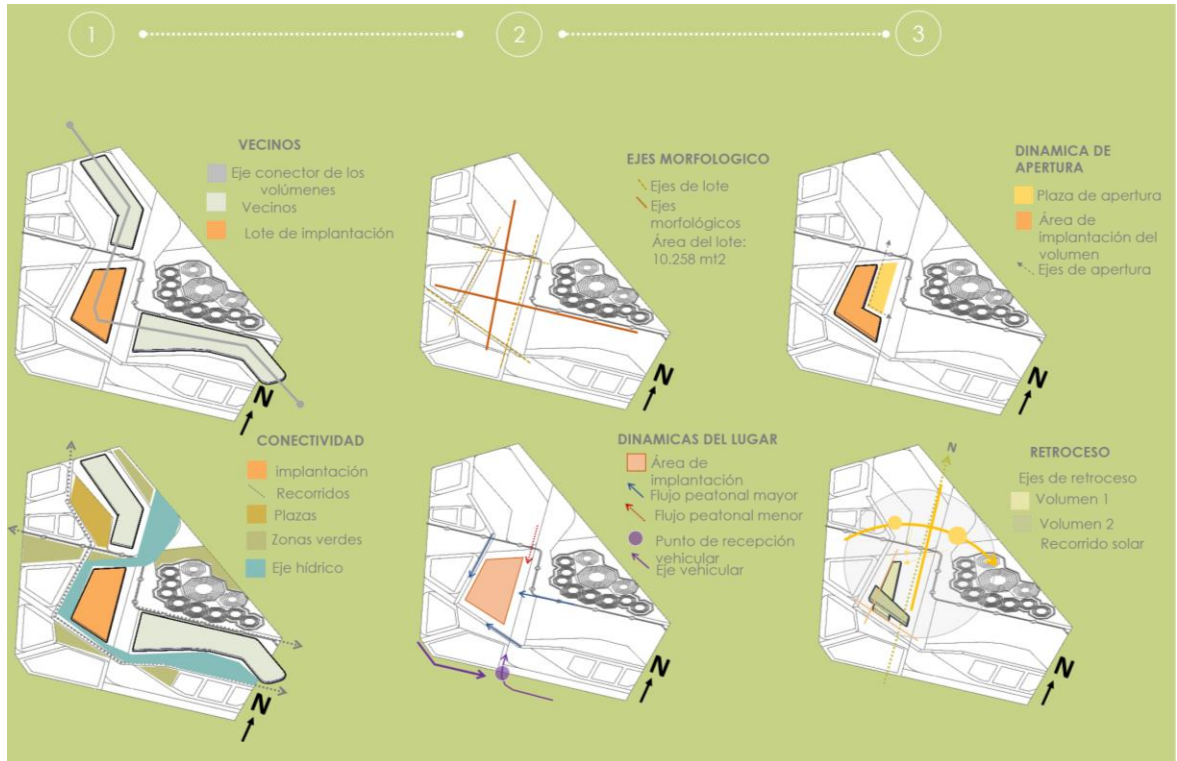 1
2
3
VECINOS
Eje conector de los
volúmenes
Vecinos
Lote de implantación
N
EJES MORFOLOGICO
Ejes de lote
Ejes
morfológicos
Área del lote:
10.258 mt2
N
DINAMICA DE
APERTURA
Plaza de apertura
Área de
implantación del
volumen
Ejes de apertura
N
CONECTIVIDAD
implantación
Recorridos
Plazas
Zonas verdes
Eje hídrico
N
DINAMICAS DEL LUGAR
Área de
implantación
Flujo peatonal mayor
Flujo peatonal menor
Punto de recepción
vehicular
Eje vehicular
N
RETROCESO
Ejes de retroceso
Volumen 1
Volumen 2
Recorrido solar
N
N